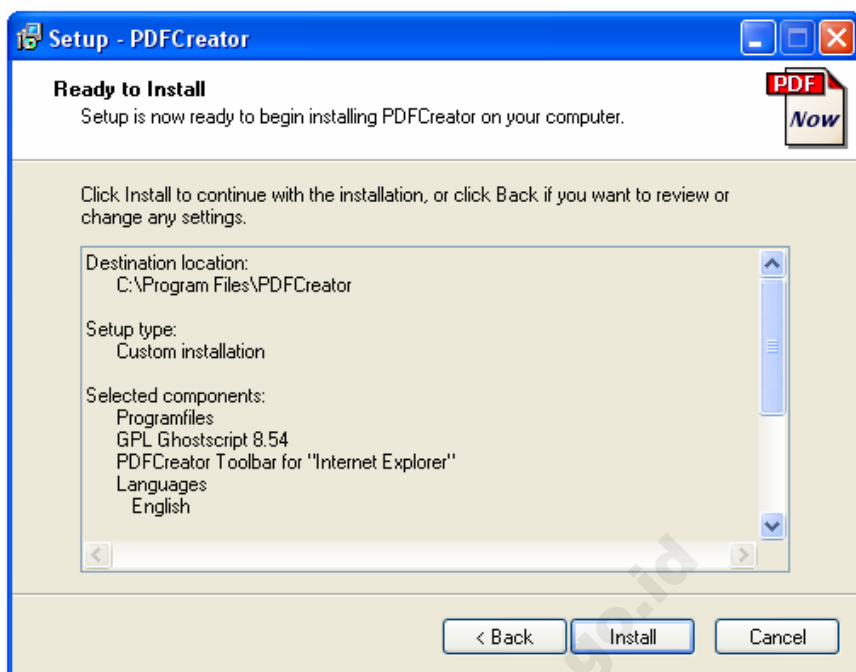 Setup - PDFCreator
Ready to Install
Setup is now ready to begin installing PDFCreator on your computer.
PDF
Now
Click Install to continue with the installation, or click Back if you want to review or
change any settings.
Destination location:
C:\Program Files\PDFCreator
Setup type:
Custom installation
Selected components:
Programfiles
GPL Ghostscript 8.54
PDFCreator Toolbar for "Internet Explorer"
Languages
English
go.id
< Back
Install
Cancel